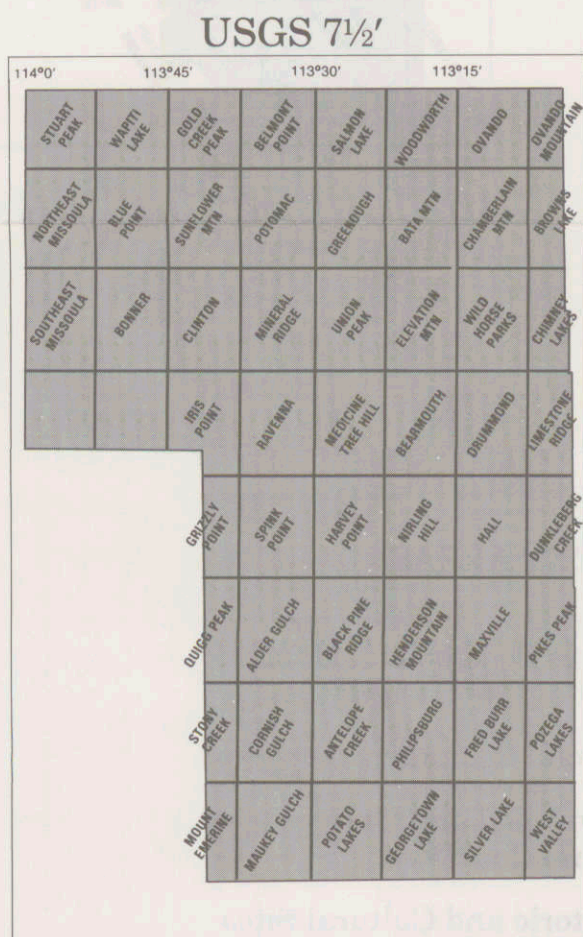 USGS 7½′
114°0′ 113°45′ 113°30′ 113°15′
STUART
PEAK
WAPITI
LAKE
GOLD
CREEK
PEAK
BELMONT
POINT
SALMON
LAKE
WOODWORTH
OVANDO
OVANDO
MOUNTAIN
NORTHEAST
MISSOULA
BLUE
POINT
SUNFLOWER
MTN
POTOMAC
GREENOUGH
BATA MTN
CHAMBERLAIN
MTN
BROWNS
LAKE
SOUTHEAST
MISSOULA
BONNER
CLINTON
MINERAL
RIDGE
UNION
PEAK
ELEVATION
MTN
WILD
HORSE
PARKS
CHIMNEY
LAKES
IRIS
POINT
RAVENNA
MEDICINE
TREE HILL
BEARMOUTH
DRUMMOND
LIMESTONE
RIDGE
GRIZZLY
POINT
SPINK
POINT
HARVEY
POINT
NIRLING
HILL
HALL
DUNKLEBERG
CREEK
QUIGG PEAK
ALDER GULCH
BLACK PINE
RIDGE
HENDERSON
MOUNTAIN
MAXVILLE
PIKES PEAK
STONY
CREEK
CORNISH
GULCH
ANTELOPE
CREEK
PHILIPSBURG
FRED BURR
LAKE
POZEGA
LAKES
MOUNT
EMERINE
MAUKEY GULCH
POTATO
LAKES
GEORGETOWN
LAKE
SILVER LAKE
WEST
VALLEY